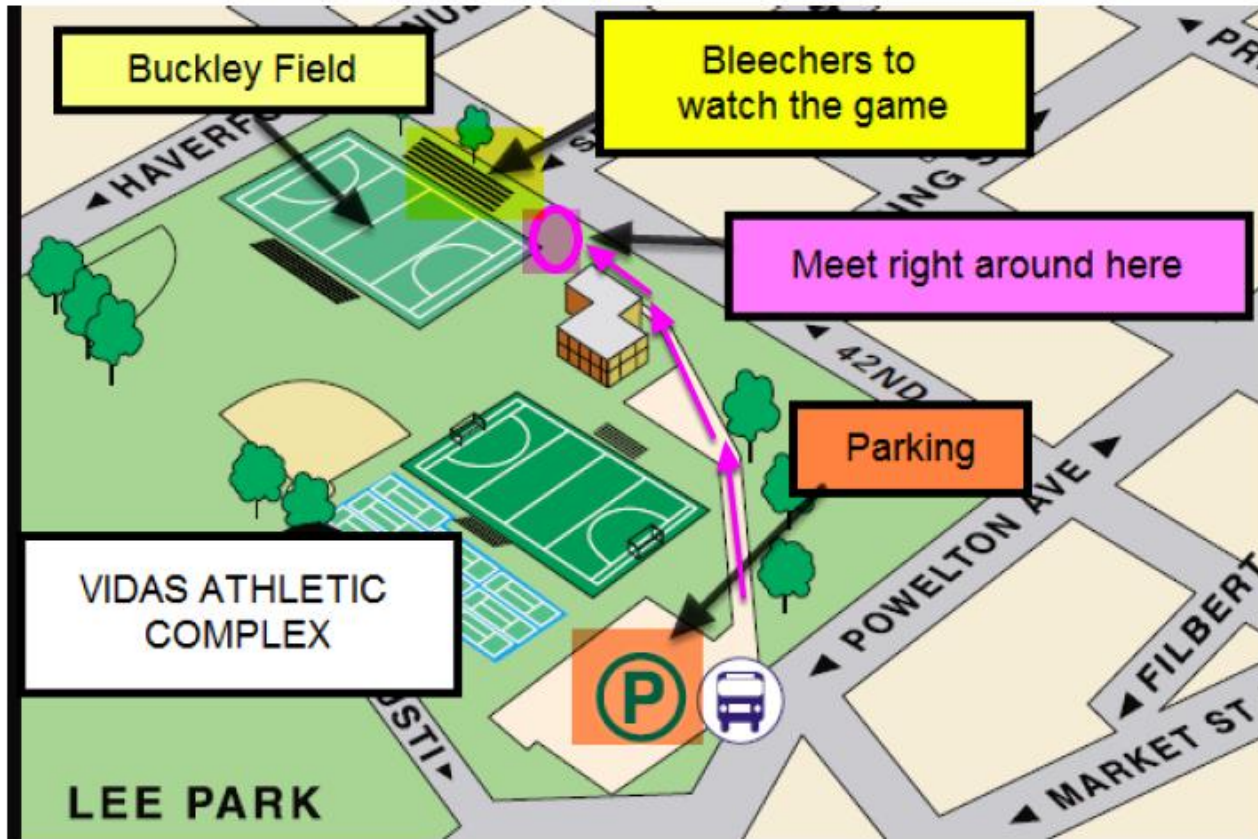 Buckley Field
Bleechers to
watch the game
HAVERF
Meet right around here
42ND
Parking
POWELTON AVE
VIDAS ATHLETIC
COMPLEX
P
FILBERT
MARKET ST
LEE PARK